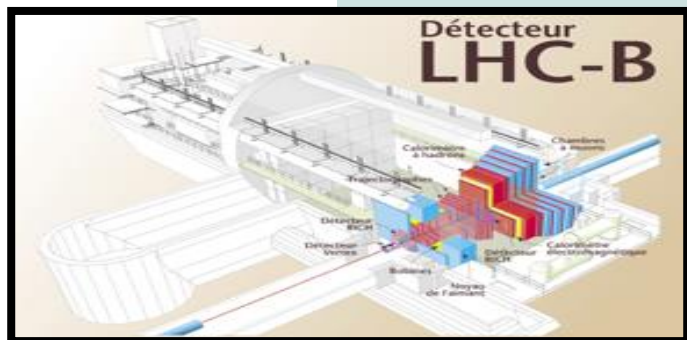 Détecteur
LHC-B
Chambres
à muons
Calorimètre
à hadrons
Trajectographes
Détecteur
RICH
Détecteur
Vertex
Bobines
Noyau
de l'aimant
Détecteur
RICH
Calorimètre
électromagnétique